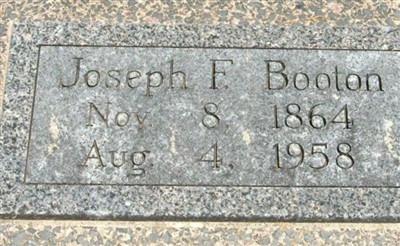 Joseph F. Booton
Nov. 8, 1864
Aug. 4, 1958